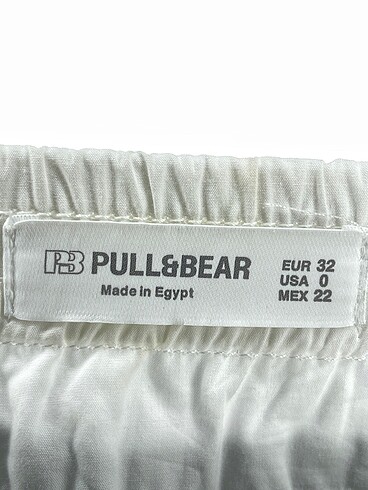 PB PULL&BEAR
Made in Egypt
EUR 32
USA 0
MEX 22